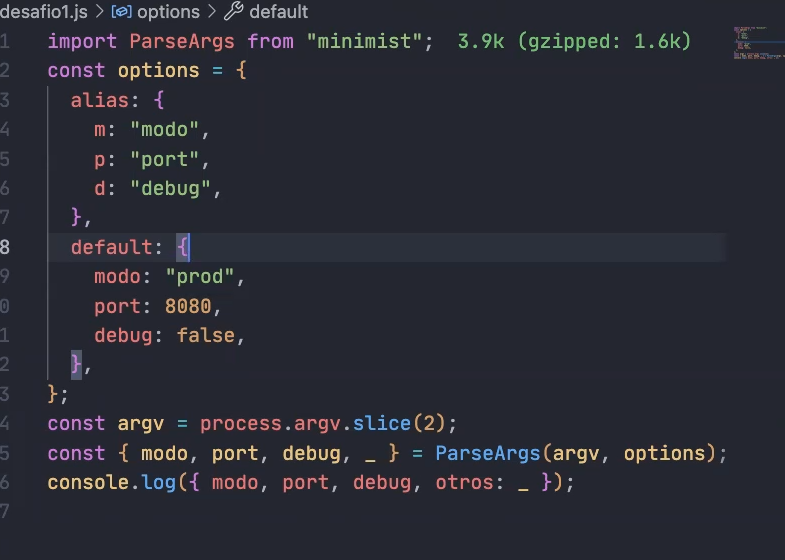 desafio1.js > options > default
1 import ParseArgs from "minimist"; 3.9k (gzipped: 1.6k)
2 const options = {
3 alias: {
4 m: "modo",
5 p: "port",
6 d: "debug",
7 },
8 default: {
9 modo: "prod",
0 port: 8080,
1 debug: false,
2 },
3 };
4 const argv = process.argv.slice(2);
5 const { modo, port, debug, _ } = ParseArgs(argv, options);
6 console.log({ modo, port, debug, otros: _ });
7